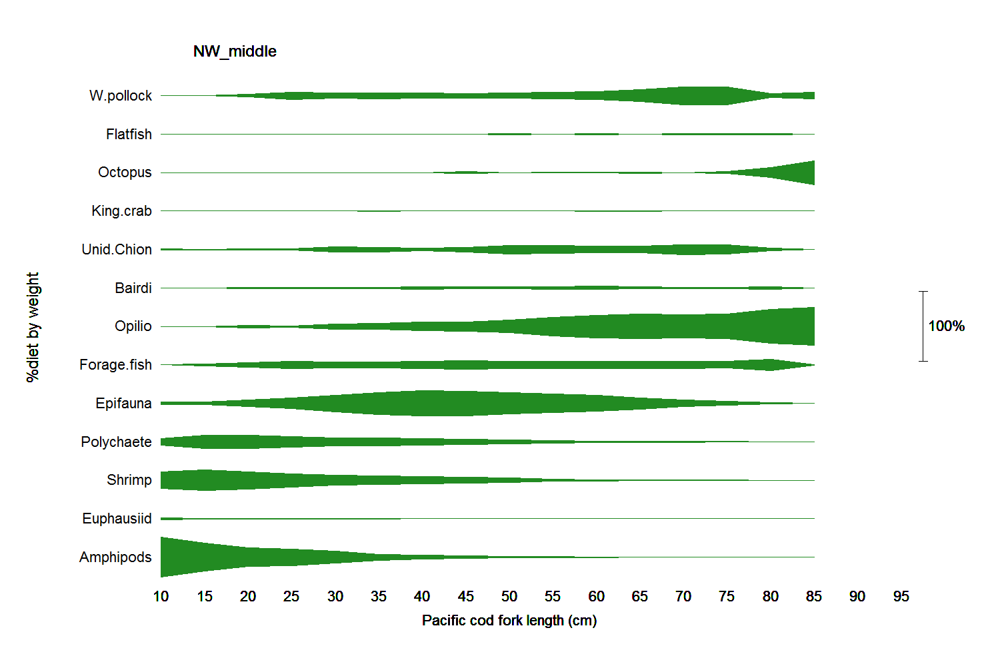 NW_middle
W.pollock
Flatfish
Octopus
King.crab
Unid.Chion
Bairdi
Opilio
Forage.fish
Epifauna
Polychaete
Shrimp
Euphausiid
Amphipods
%diet by weight
100%
10 15 20 25 30 35 40 45 50 55 60 65 70 75 80 85 90 95
Pacific cod fork length (cm)